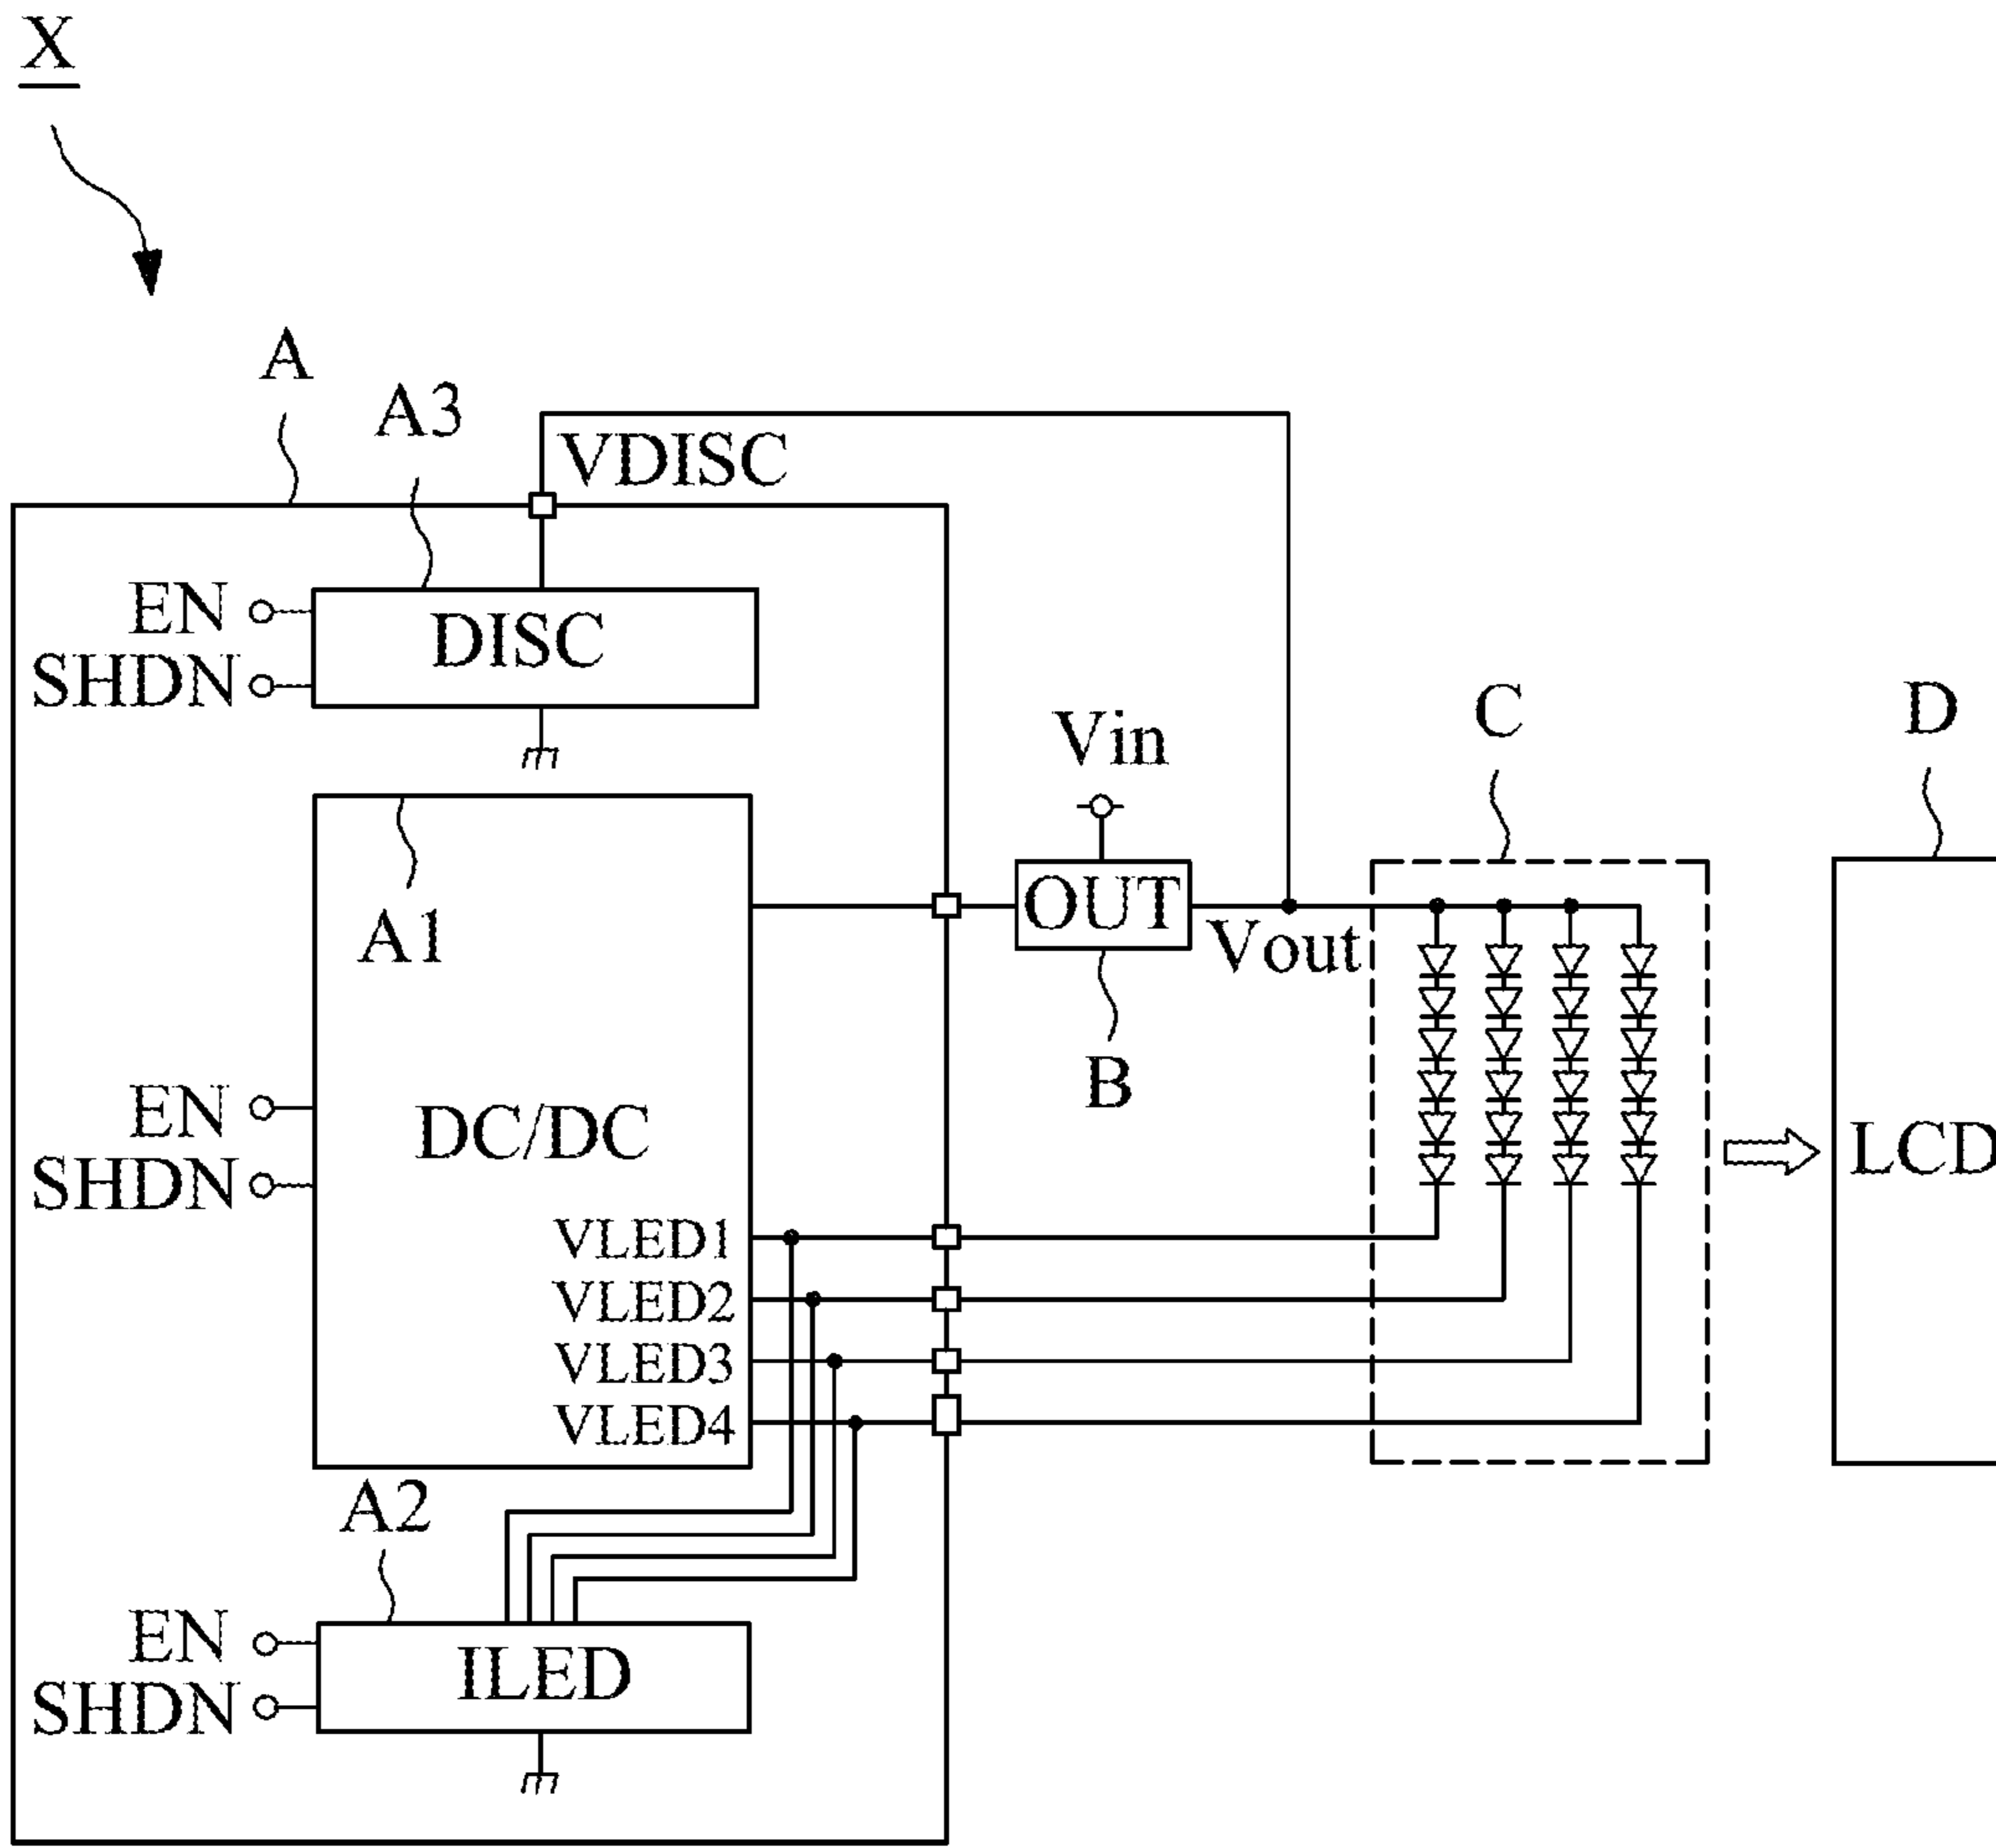 X
A
A3
VDISC
EN
DISC
SHDN
Vin
C
D
A1
OUT
Vout
B
EN
DC/DC
SHDN
LCD
VLED1
VLED2
VLED3
VLED4
A2
EN
ILED
SHDN